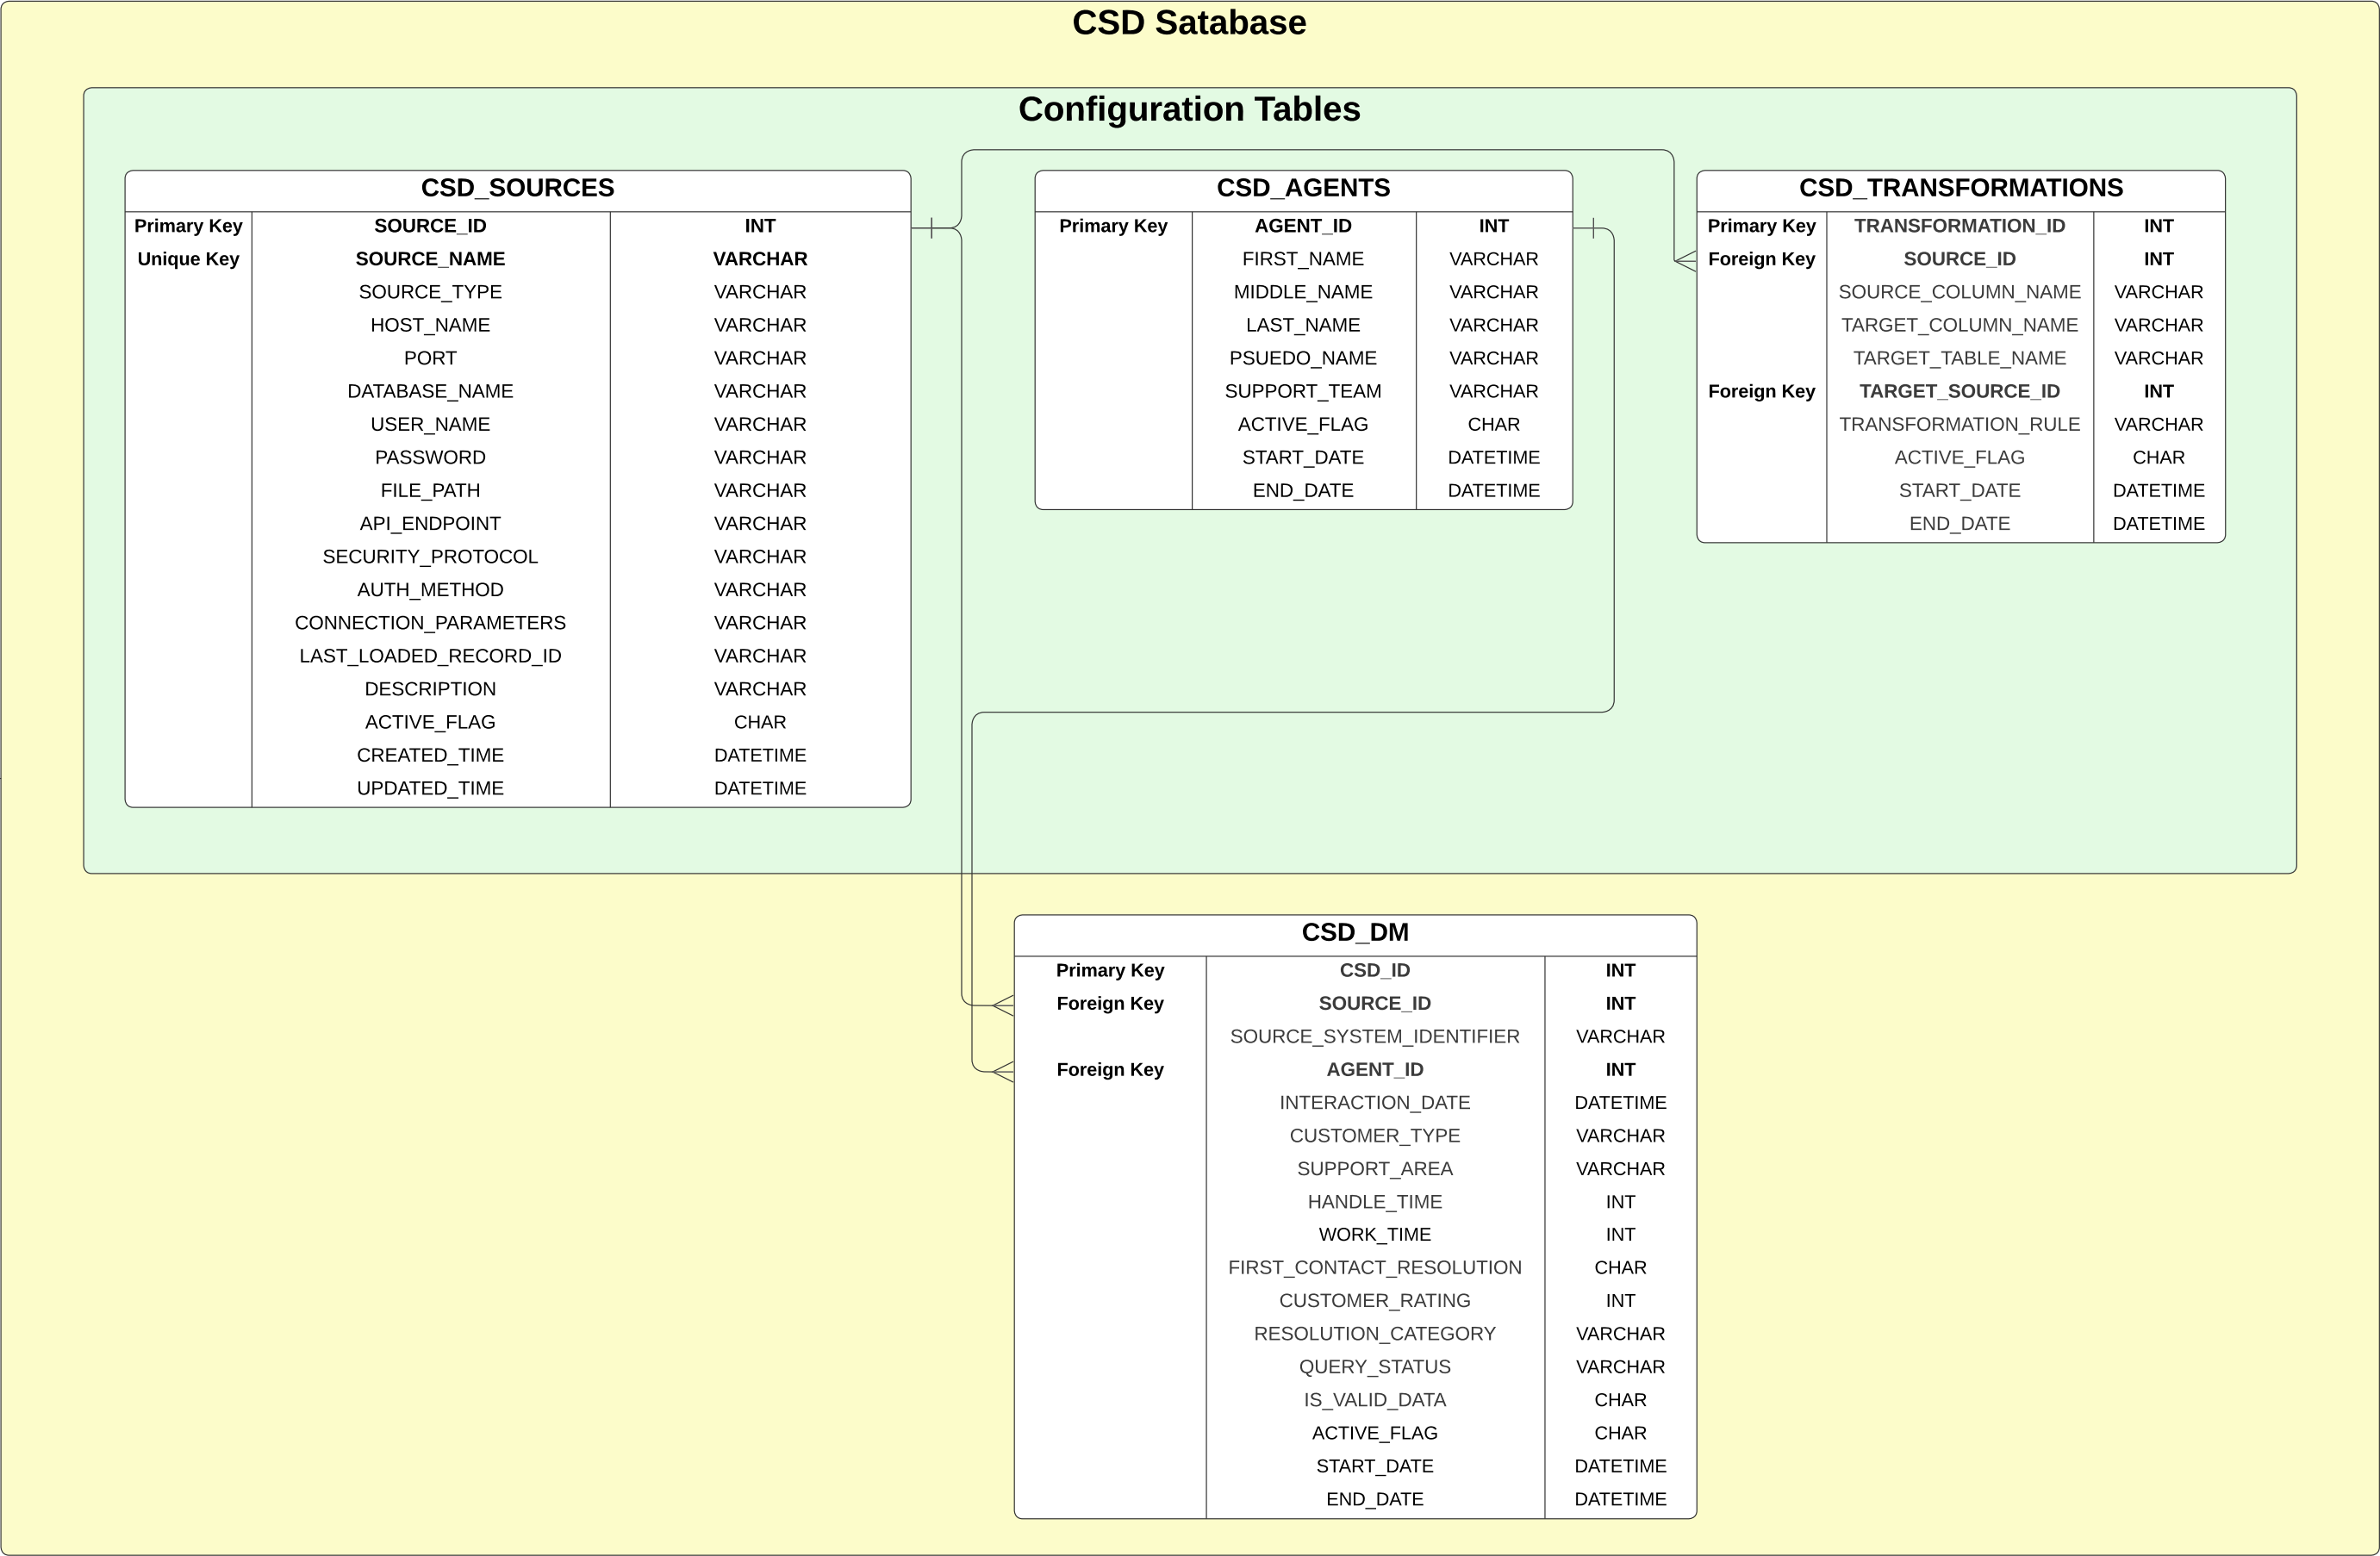 CSD Satabase
Configuration Tables
CSD_SOURCES
Primary Key SOURCE_ID INT
Unique Key SOURCE_NAME VARCHAR
SOURCE_TYPE VARCHAR
HOST_NAME VARCHAR
PORT VARCHAR
DATABASE_NAME VARCHAR
USER_NAME VARCHAR
PASSWORD VARCHAR
FILE_PATH VARCHAR
API_ENDPOINT VARCHAR
SECURITY_PROTOCOL VARCHAR
AUTH_METHOD VARCHAR
CONNECTION_PARAMETERS VARCHAR
LAST_LOADED_RECORD_ID VARCHAR
DESCRIPTION VARCHAR
ACTIVE_FLAG CHAR
CREATED_TIME DATETIME
UPDATED_TIME DATETIME
CSD_AGENTS
Primary Key AGENT_ID INT
FIRST_NAME VARCHAR
MIDDLE_NAME VARCHAR
LAST_NAME VARCHAR
PSUEDO_NAME VARCHAR
SUPPORT_TEAM VARCHAR
ACTIVE_FLAG CHAR
START_DATE DATETIME
END_DATE DATETIME
CSD_TRANSFORMATIONS
Primary Key TRANSFORMATION_ID INT
Foreign Key SOURCE_ID INT
SOURCE_COLUMN_NAME VARCHAR
TARGET_COLUMN_NAME VARCHAR
TARGET_TABLE_NAME VARCHAR
Foreign Key TARGET_SOURCE_ID INT
TRANSFORMATION_RULE VARCHAR
ACTIVE_FLAG CHAR
START_DATE DATETIME
END_DATE DATETIME
CSD_DM
Primary Key CSD_ID INT
Foreign Key SOURCE_ID INT
SOURCE_SYSTEM_IDENTIFIER VARCHAR
Foreign Key AGENT_ID INT
INTERACTION_DATE DATETIME
CUSTOMER_TYPE VARCHAR
SUPPORT_AREA VARCHAR
HANDLE_TIME INT
WORK_TIME INT
FIRST_CONTACT_RESOLUTION CHAR
CUSTOMER_RATING INT
RESOLUTION_CATEGORY VARCHAR
QUERY_STATUS VARCHAR
IS_VALID_DATA CHAR
ACTIVE_FLAG CHAR
START_DATE DATETIME
END_DATE DATETIME